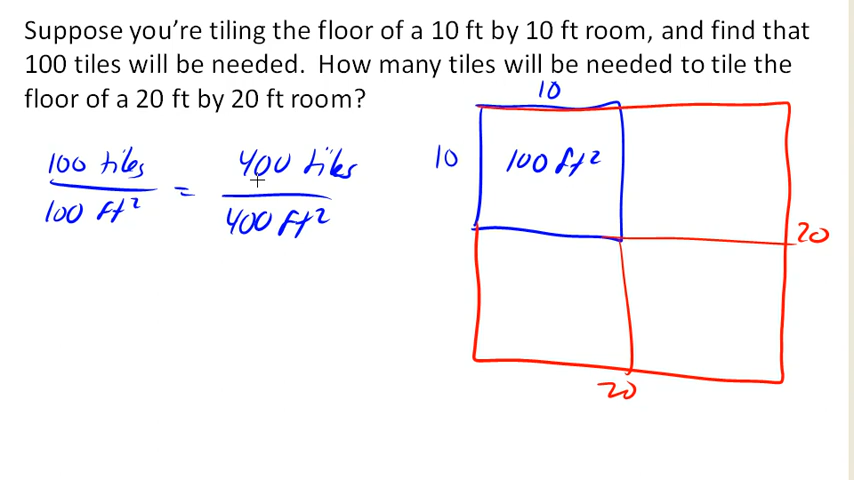 Suppose you’re tiling the floor of a 10 ft by 10 ft room, and find that
100 tiles will be needed.  How many tiles will be needed to tile the
floor of a 20 ft by 20 ft room?
10
100 tiles = 400 tiles
100 ft² 400 ft²
10 100 ft²
20
20